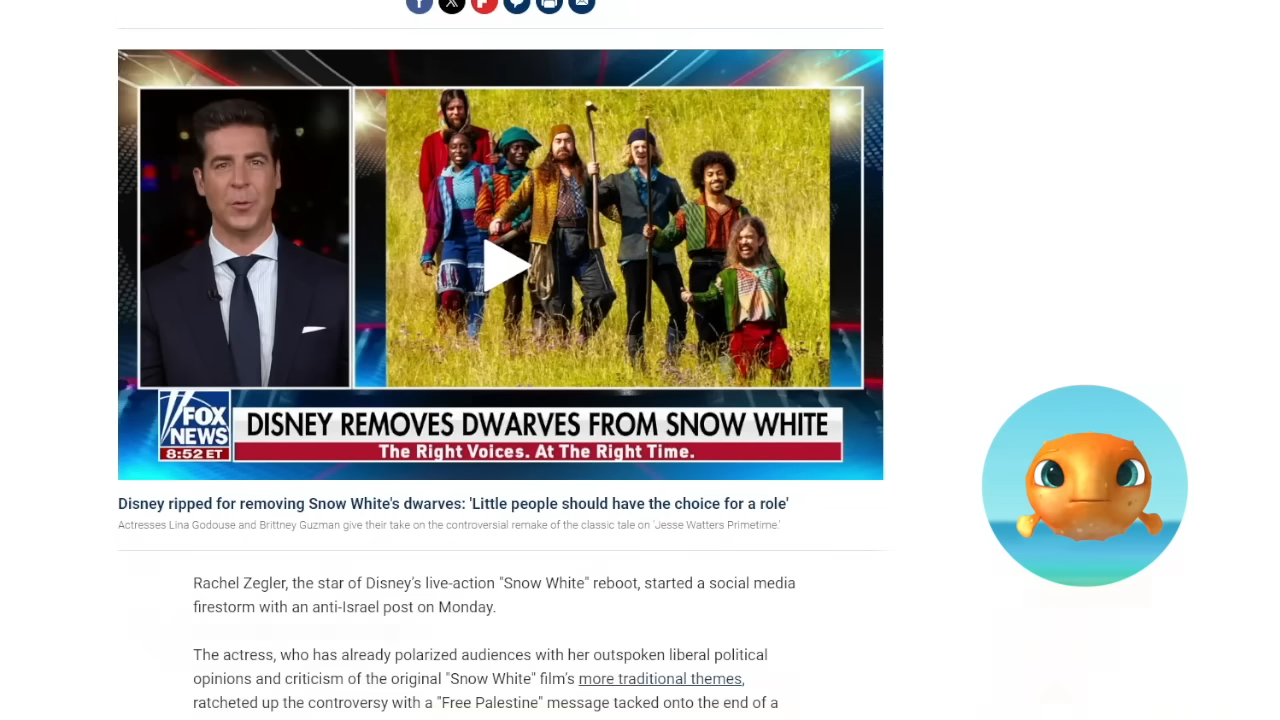 FOX
NEWS
8:52 ET
DISNEY REMOVES DWARVES FROM SNOW WHITE
The Right Voices. At The Right Time.
Disney ripped for removing Snow White's dwarves: 'Little people should have the choice for a role'
Actresses Lina Godouse and Brittney Guzman give their take on the controversial remake of the classic tale on 'Jesse Watters Primetime.'
Rachel Zegler, the star of Disney's live-action "Snow White" reboot, started a social media
firestorm with an anti-Israel post on Monday.
The actress, who has already polarized audiences with her outspoken liberal political
opinions and criticism of the original "Snow White" film's more traditional themes,
ratcheted up the controversy with a "Free Palestine" message tacked onto the end of a